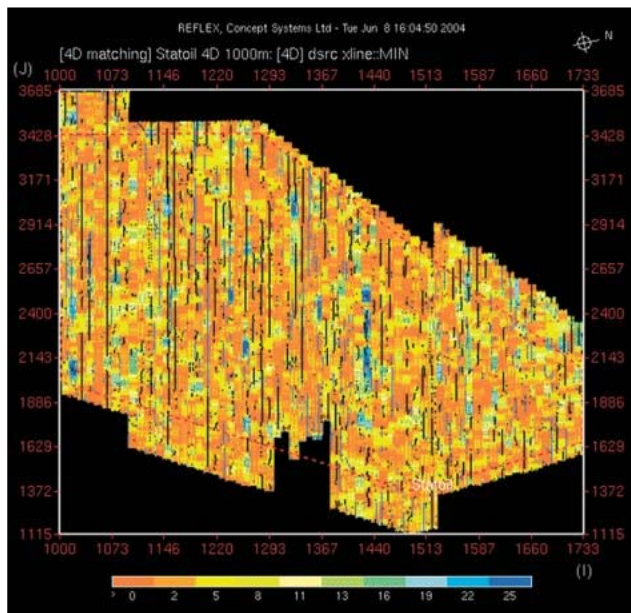 REFLEX, Concept Systems Ltd - Tue Jun 8 16:04:50 2004
[4D matching] Statoil 4D 1000m: [4D] dsrc xline::MIN
N
(J)
1000 1073 1146 1220 1293 1367 1440 1513 1587 1660 1733
3685 3685
3428 3428
3171 3171
2914 2914
2657 2657
2400 2400
2143 2143
1886 1886
1629 1629
1372 1372
Statoil
1115 1115
1000 1073 1146 1220 1293 1367 1440 1513 1587 1660 1733
(I)
> 0 2 5 8 11 13 16 19 22 25